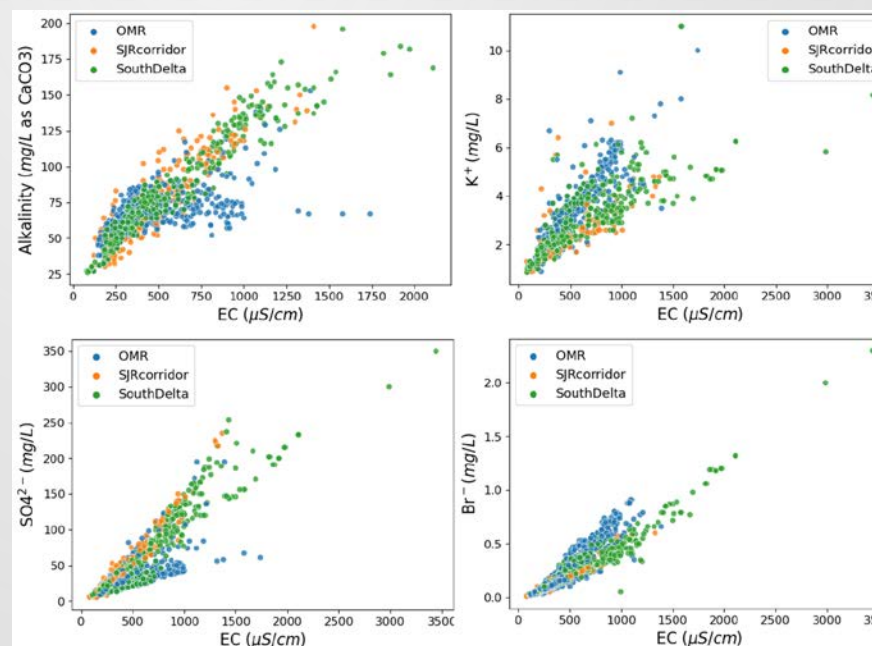 200
175
150
125
100
75
50
25
Alkalinity (mg/L as CaCO3)
OMR
SJRcorridor
SouthDelta
250 500 750 1000 1250 1500 1750 2000
EC (µS/cm)
10
8
6
4
2
K⁺ (mg/L)
OMR
SJRcorrido
SouthDelta
0 500 1000 1500 2000 2500 3000
EC (µS/cm)
350
300
250
200
150
100
50
0
SO4²⁻ (mg/L)
OMR
SJRcorridor
SouthDelta
0 500 1000 1500 2000 2500 3000 3500
EC (µS/cm)
2.0
1.5
1.0
0.5
0.0
Br⁻ (mg/L)
OMR
SJRcorridor
SouthDelta
0 500 1000 1500 2000 2500 3000
EC (µS/cm)